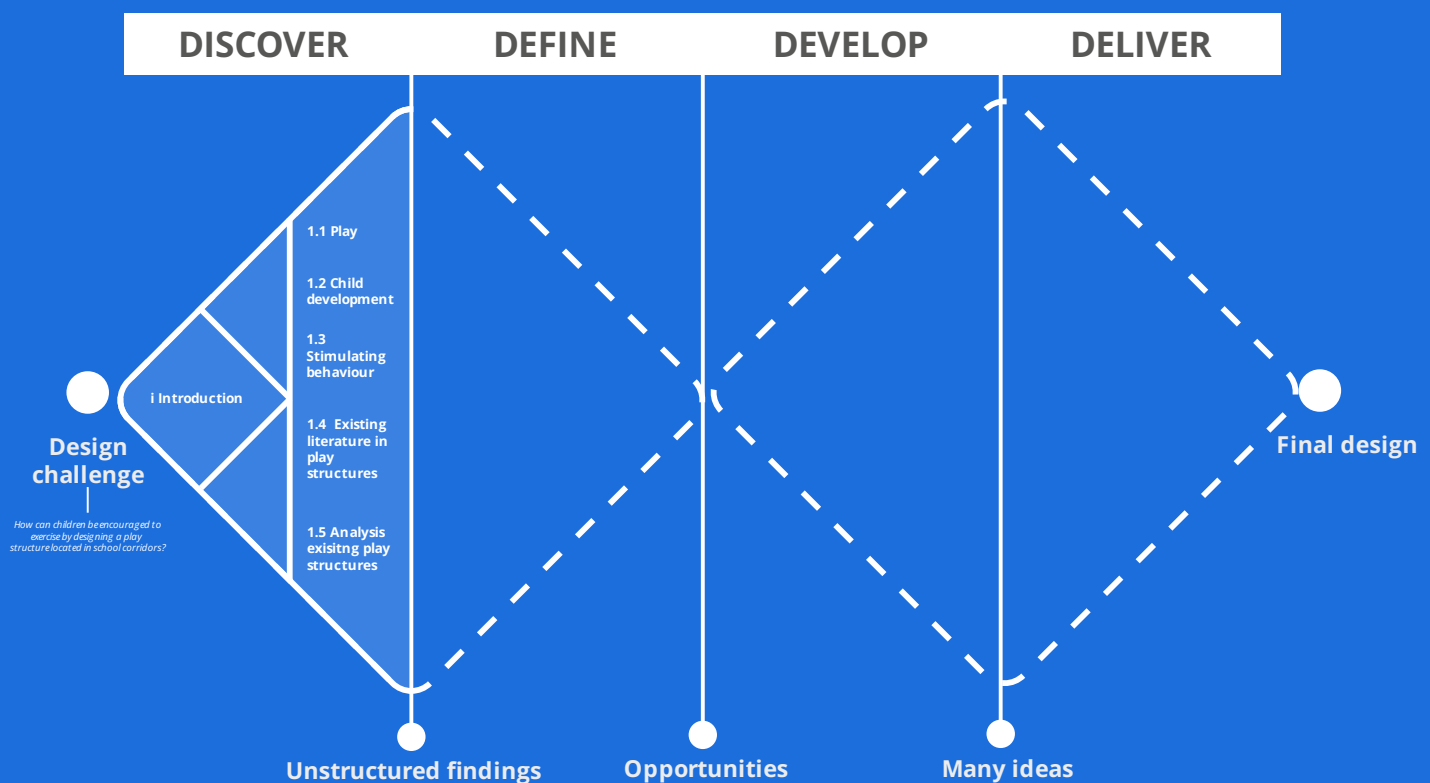 DISCOVER DEFINE DEVELOP DELIVER
1.1 Play
1.2 Child
development
1.3
Stimulating
behaviour
i Introduction
1.4 Existing
literature in
play
structures
1.5 Analysis
exisitng play
structures
Design
challenge
How can children be encouraged to
exercise by designing a play
structure located in school corridors?
Final design
Unstructured findings
Opportunities
Many ideas